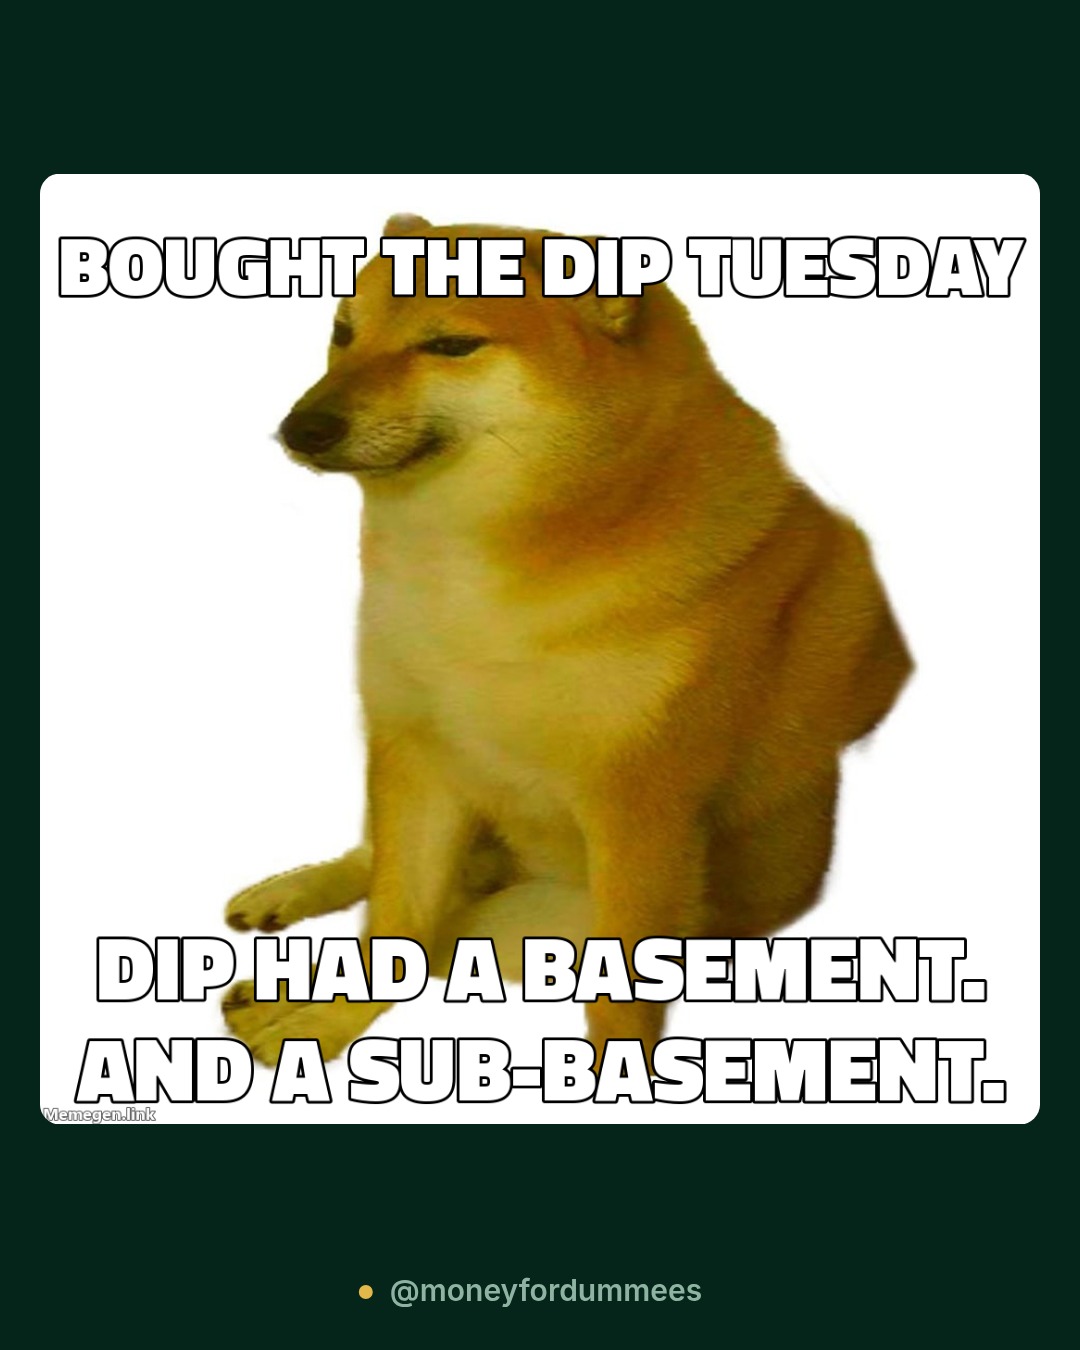 BOUGHT THE DIP TUESDAY
DIP HAD A BASEMENT.
AND A SUB-BASEMENT.
Memegen.link
@moneyfordummees